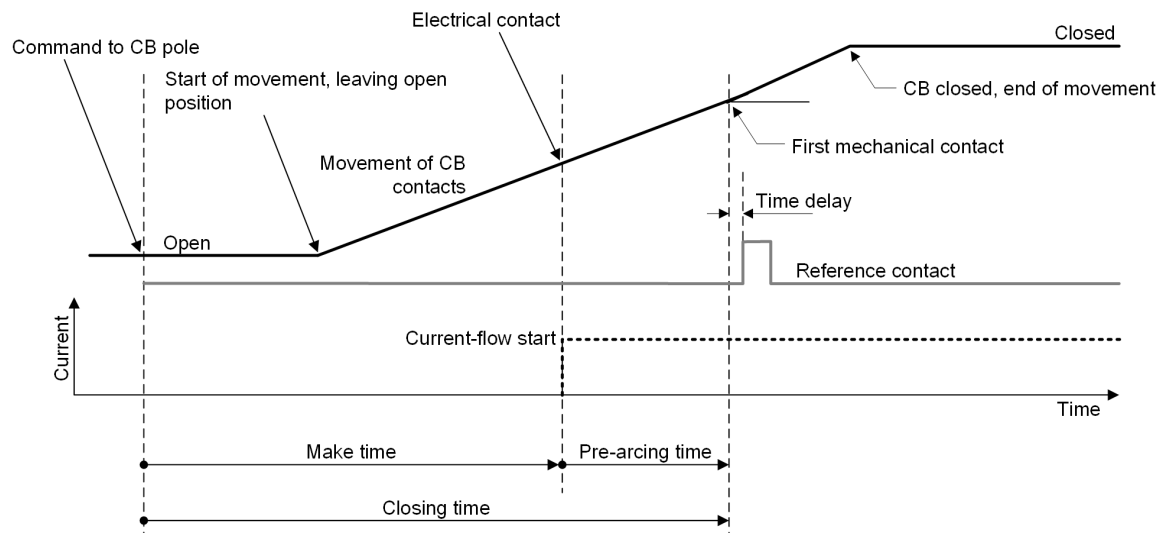 Electrical contact
Command to CB pole
Closed
Start of movement, leaving open
position
CB closed, end of movement
First mechanical contact
Movement of CB
contacts
Time delay
Open
Reference contact
Current-flow start
Current
Time
Make time
Pre-arcing time
Closing time